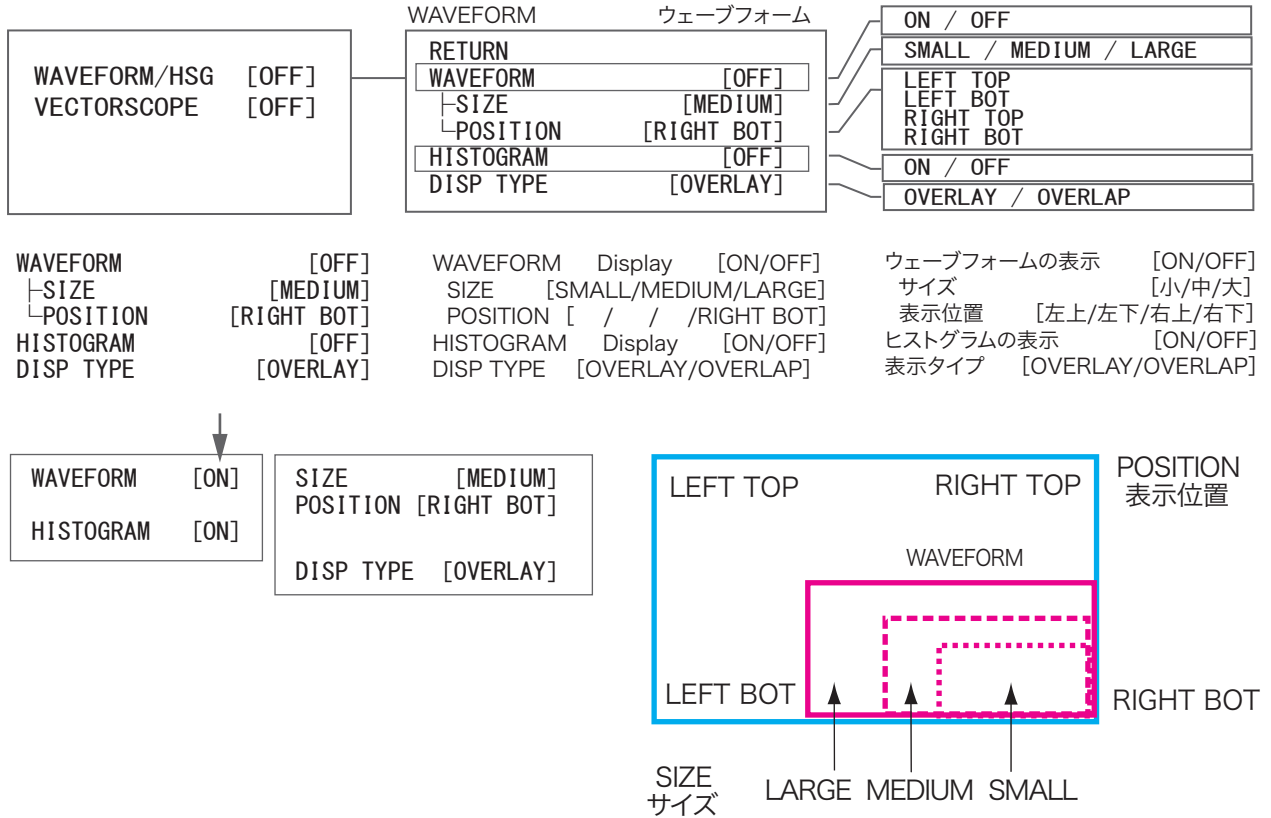 WAVEFORM ウェーブフォーム
WAVEFORM/HSG [OFF]
VECTORSCOPE [OFF]
RETURN
WAVEFORM [OFF]
├SIZE [MEDIUM]
└POSITION [RIGHT BOT]
HISTOGRAM [OFF]
DISP TYPE [OVERLAY]
ON / OFF
SMALL / MEDIUM / LARGE
LEFT TOP
LEFT BOT
RIGHT TOP
RIGHT BOT
ON / OFF
OVERLAY / OVERLAP
WAVEFORM [OFF]
├SIZE [MEDIUM]
└POSITION [RIGHT BOT]
HISTOGRAM [OFF]
DISP TYPE [OVERLAY]
WAVEFORM Display [ON/OFF]
SIZE [SMALL/MEDIUM/LARGE]
POSITION [ / / /RIGHT BOT]
HISTOGRAM Display [ON/OFF]
DISP TYPE [OVERLAY/OVERLAP]
ウェーブフォームの表示 [ON/OFF]
サイズ [小/中/大]
表示位置 [左上/左下/右上/右下]
ヒストグラムの表示 [ON/OFF]
表示タイプ [OVERLAY/OVERLAP]
WAVEFORM [ON]
HISTOGRAM [ON]
SIZE [MEDIUM]
POSITION [RIGHT BOT]
DISP TYPE [OVERLAY]
LEFT TOP
RIGHT TOP
POSITION
表示位置
WAVEFORM
LEFT BOT
RIGHT BOT
SIZE
サイズ
LARGE MEDIUM SMALL